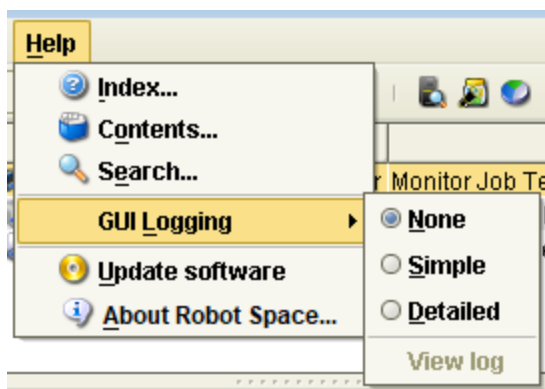 Help
Index...
Contents...
Search...
r Monitor Job Te
GUI Logging
None
Simple
Update software
Detailed
About Robot Space...
View log